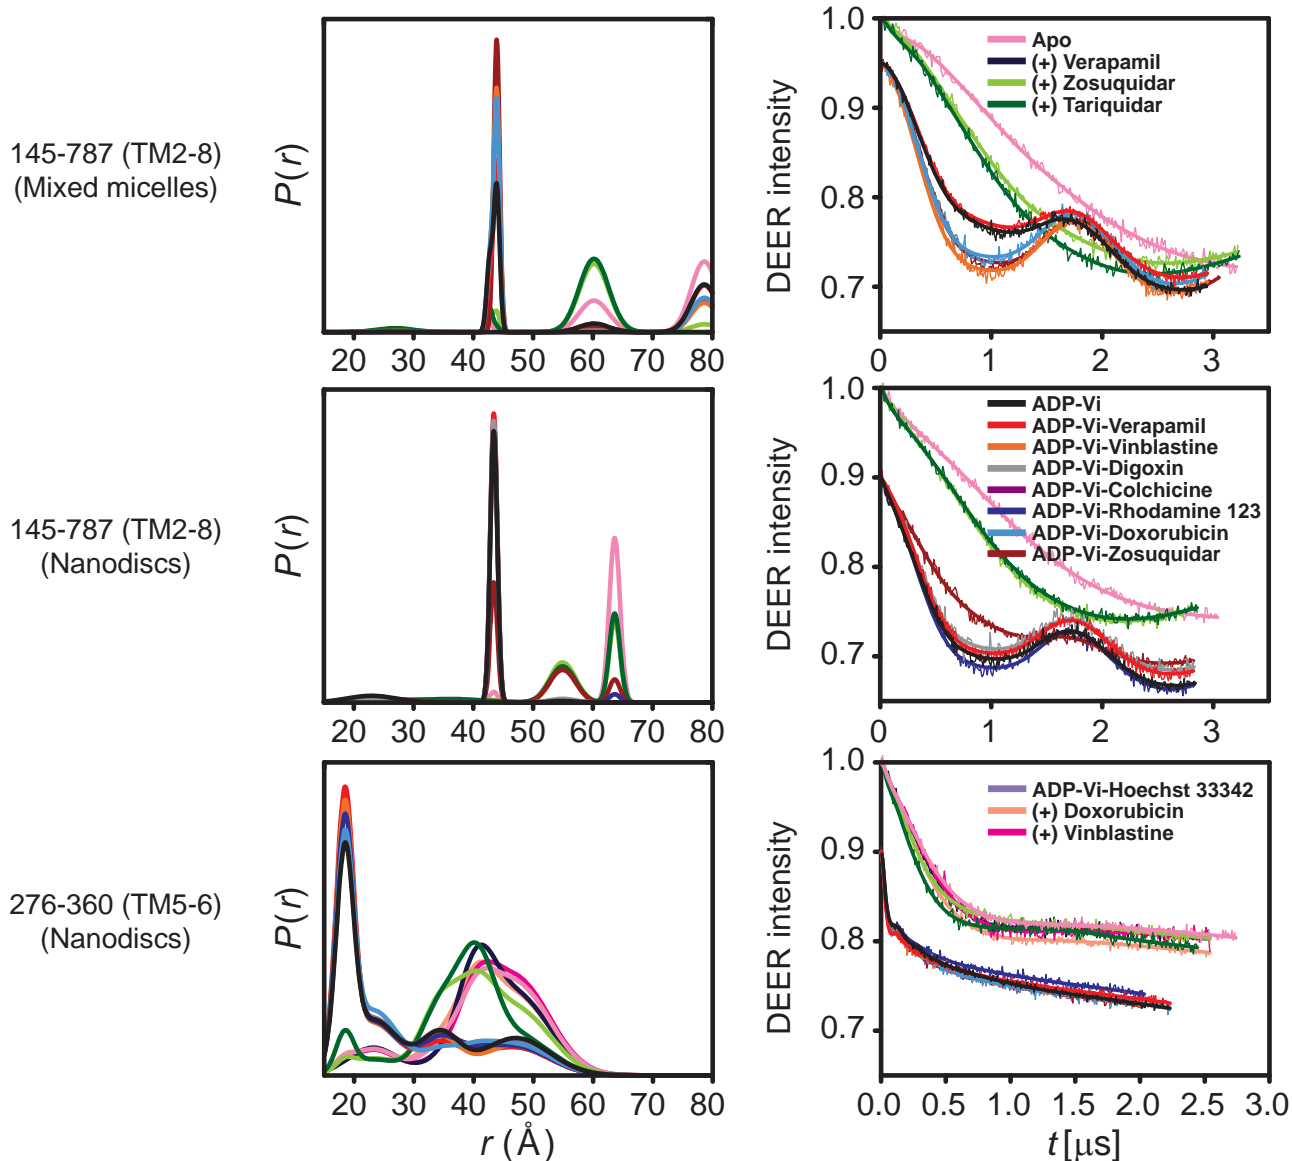 145-787 (TM2-8)
(Mixed micelles)
P(r)
20 30 40 50 60 70 80
DEER intensity
1.0
0.9
0.8
0.7
0 1 2 3
Apo
(+) Verapamil
(+) Zosuquidar
(+) Tariquidar
145-787 (TM2-8)
(Nanodiscs)
P(r)
20 30 40 50 60 70 80
DEER intensity
1.0
0.9
0.8
0.7
0 1 2 3
ADP-Vi
ADP-Vi-Verapamil
ADP-Vi-Vinblastine
ADP-Vi-Digoxin
ADP-Vi-Colchicine
ADP-Vi-Rhodamine 123
ADP-Vi-Doxorubicin
ADP-Vi-Zosuquidar
276-360 (TM5-6)
(Nanodiscs)
P(r)
20 30 40 50 60 70 80
r (Å)
DEER intensity
1.0
0.9
0.8
0.7
0.0 0.5 1.0 1.5 2.0 2.5 3.0
t [μs]
ADP-Vi-Hoechst 33342
(+) Doxorubicin
(+) Vinblastine